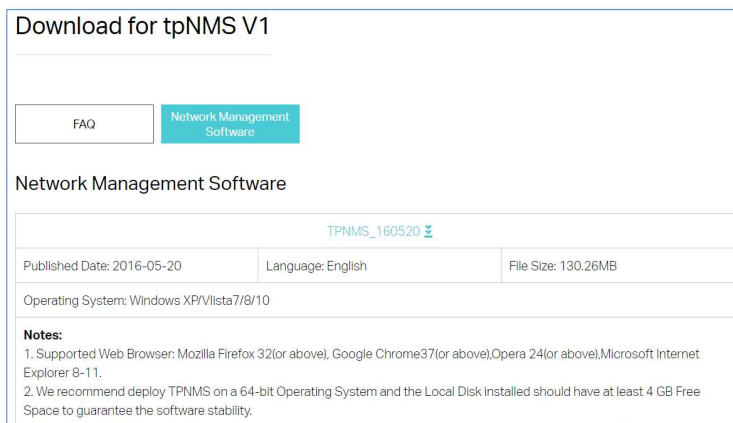 Download for tpNMS V1
FAQ
Network Management
Software
Network Management Software
TPNMS_160520
Published Date: 2016-05-20
Language: English
File Size: 130.26MB
Operating System: Windows XP/VIista7/8/10
Notes:
1. Supported Web Browser: Mozilla Firefox 32(or above), Google Chrome37(or above),Opera 24(or above),Microsoft Internet
Explorer 8-11.
2. We recommend deploy TPNMS on a 64-bit Operating System and the Local Disk installed should have at least 4 GB Free
Space to guarantee the software stability.